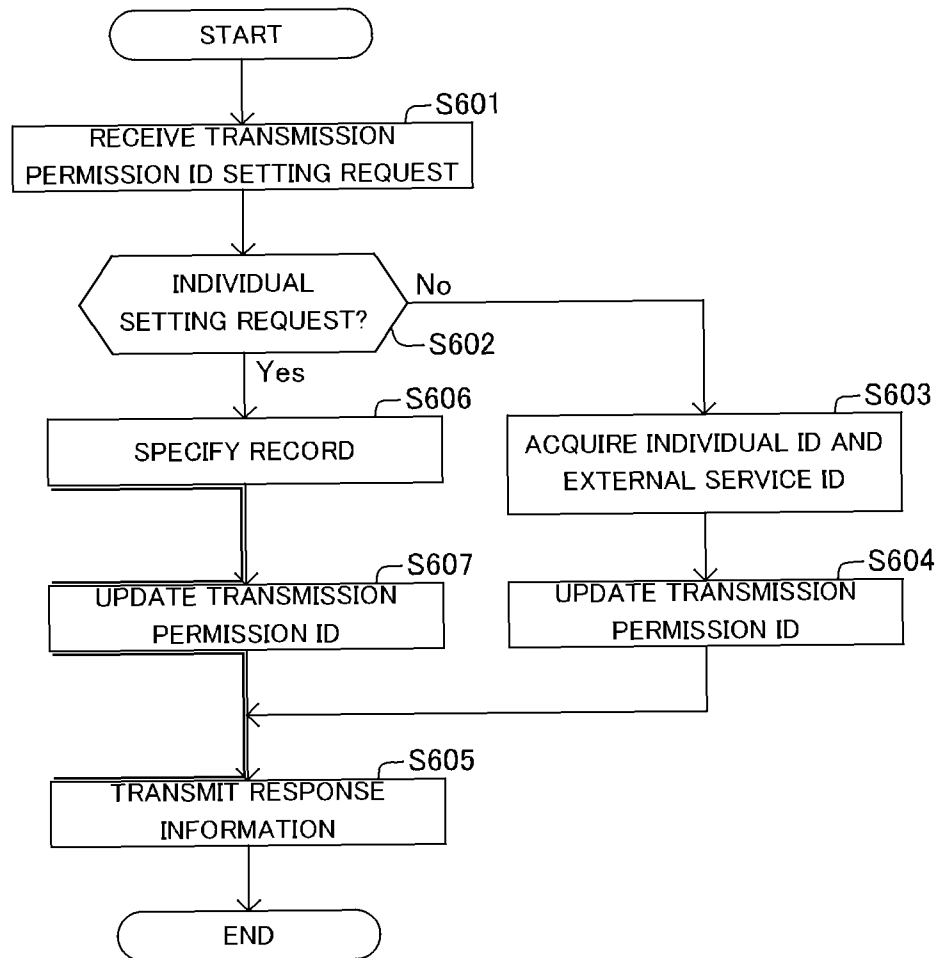 START
S601
RECEIVE TRANSMISSION
PERMISSION ID SETTING REQUEST
INDIVIDUAL
SETTING REQUEST?
No
S602
Yes
S606
SPECIFY RECORD
S603
ACQUIRE INDIVIDUAL ID AND
EXTERNAL SERVICE ID
S607
UPDATE TRANSMISSION
PERMISSION ID
S604
UPDATE TRANSMISSION
PERMISSION ID
S605
TRANSMIT RESPONSE
INFORMATION
END